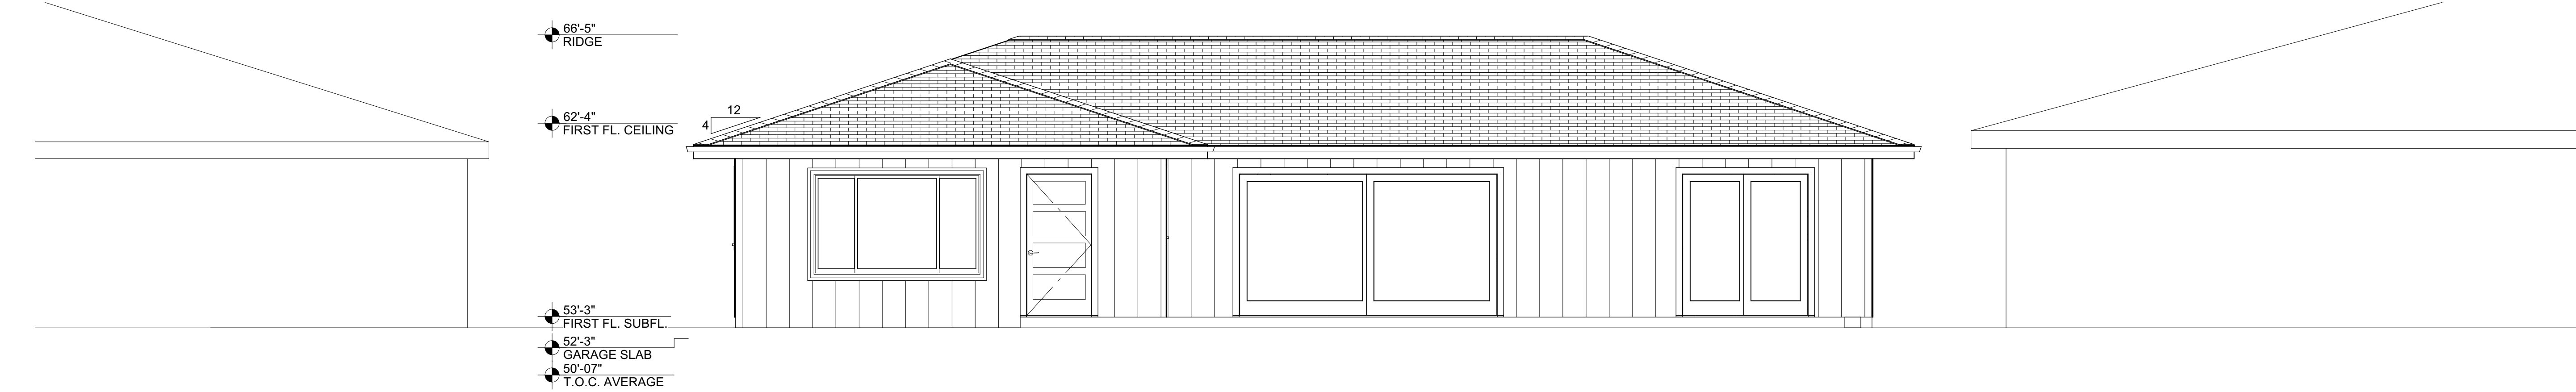 66'-5"
RIDGE
62'-4"
FIRST FL. CEILING
12
4
53'-3"
FIRST FL. SUBFL.
52'-3"
GARAGE SLAB
50'-07"
T.O.C. AVERAGE